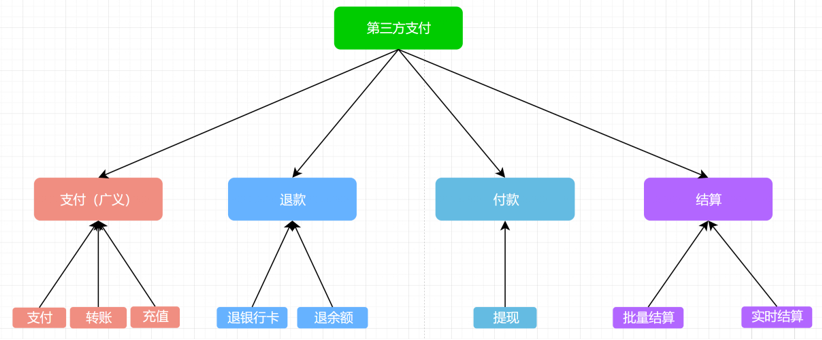 第三方支付
支付（广义）
退款
付款
结算
支付
转账
充值
退银行卡
退余额
提现
批量结算
实时结算